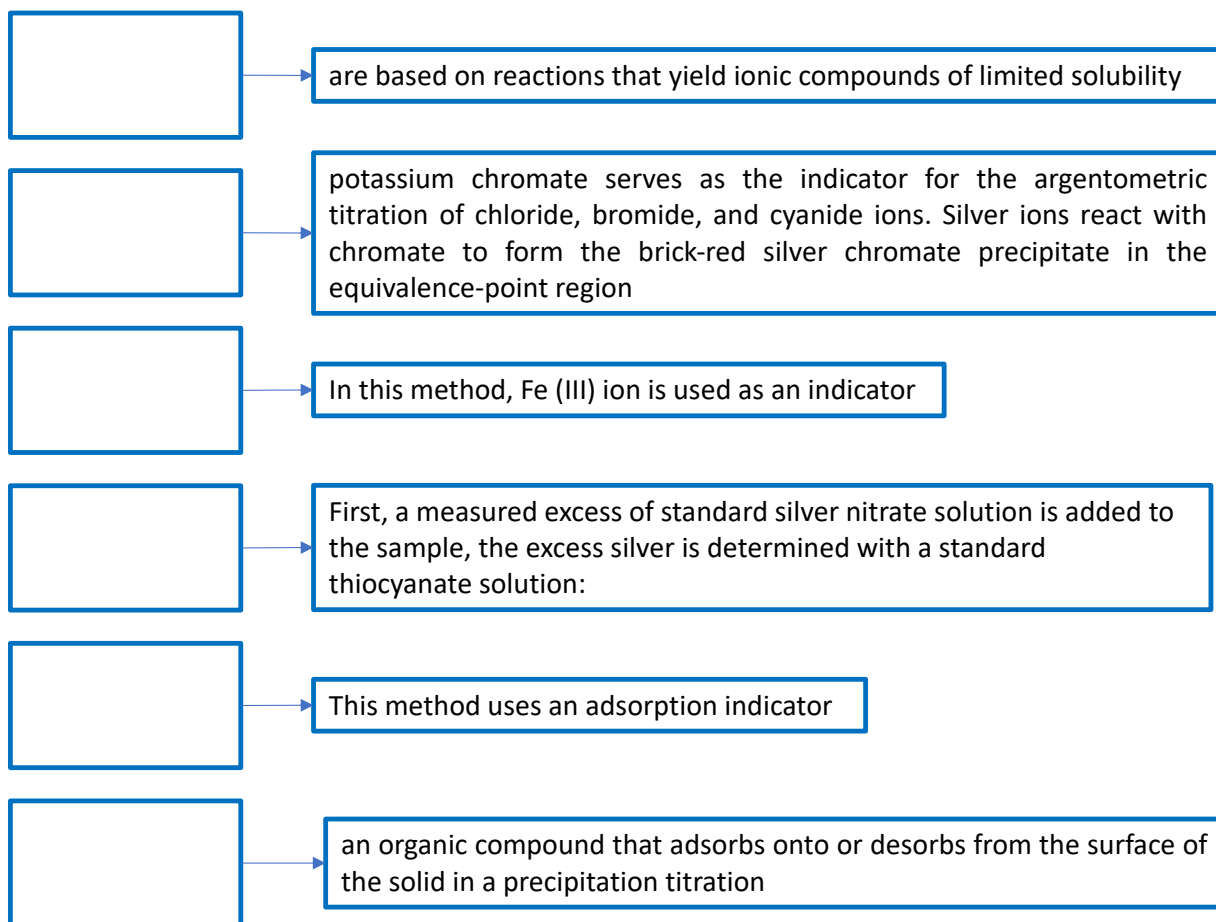 are based on reactions that yield ionic compounds of limited solubility
potassium chromate serves as the indicator for the argentometric
titration of chloride, bromide, and cyanide ions. Silver ions react with
chromate to form the brick-red silver chromate precipitate in the
equivalence-point region
In this method, Fe (III) ion is used as an indicator
First, a measured excess of standard silver nitrate solution is added to
the sample, the excess silver is determined with a standard
thiocyanate solution:
This method uses an adsorption indicator
an organic compound that adsorbs onto or desorbs from the surface of
the solid in a precipitation titration